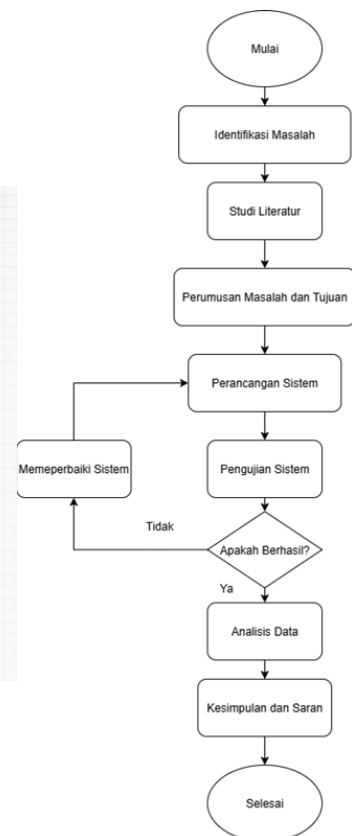 Mulai
Identifikasi Masalah
Studi Literatur
Perumusan Masalah dan Tujuan
Perancangan Sistem
Memeperbaiki Sistem
Pengujian Sistem
Tidak
Apakah Berhasil?
Ya
Analisis Data
Kesimpulan dan Saran
Selesai